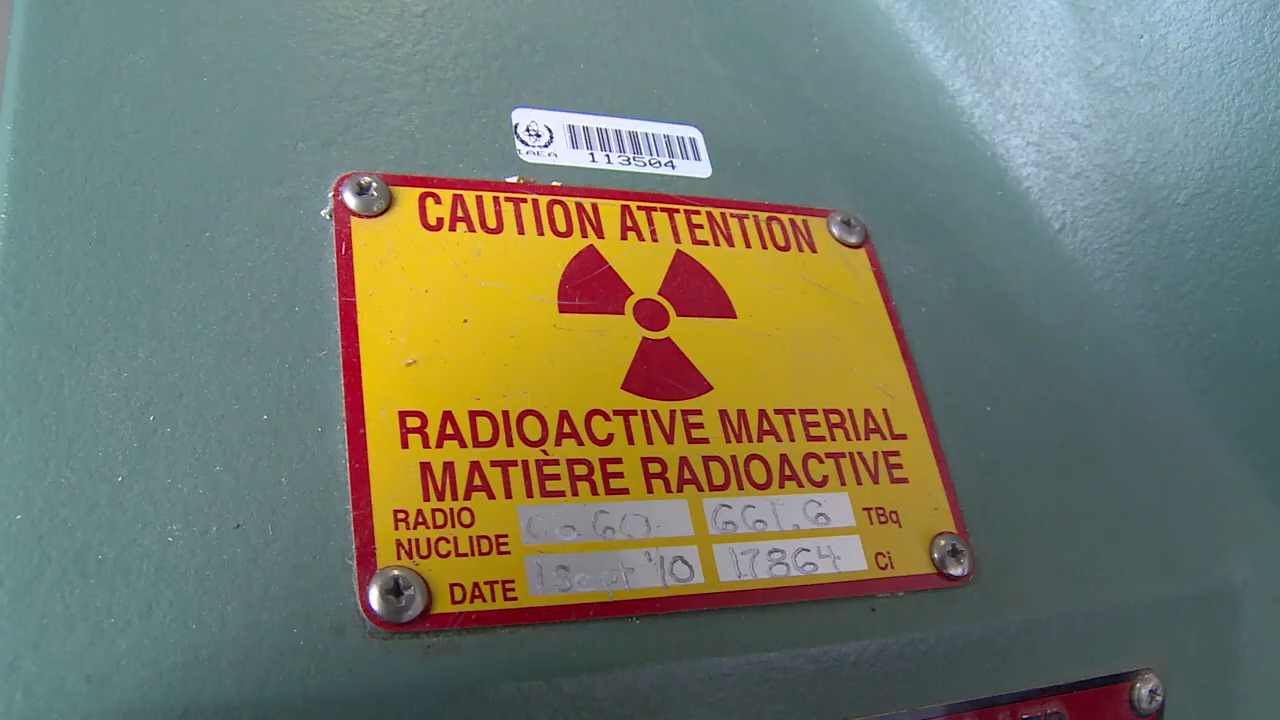 IAEA
113504
CAUTION ATTENTION
RADIOACTIVE MATERIAL
MATIÈRE RADIOACTIVE
RADIO NUCLIDE Co 60 661.6 TBq
DATE 1 Sept '10 17864 Ci